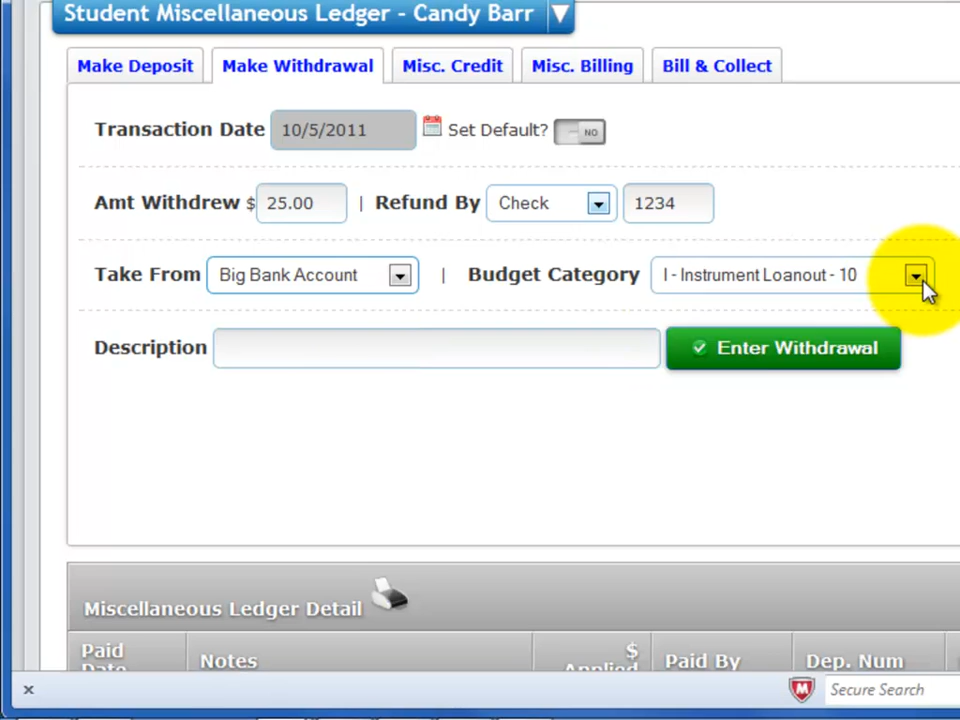 Student Miscellaneous Ledger - Candy Barr
Make Deposit Make Withdrawal Misc. Credit Misc. Billing Bill & Collect
Transaction Date 10/5/2011 Set Default? NO
Amt Withdrew $ 25.00 | Refund By Check 1234
Take From Big Bank Account | Budget Category I - Instrument Loanout - 10
Description Enter Withdrawal
Miscellaneous Ledger Detail
Paid Date Notes $ Applied Paid By Dep. Num
x Secure Search